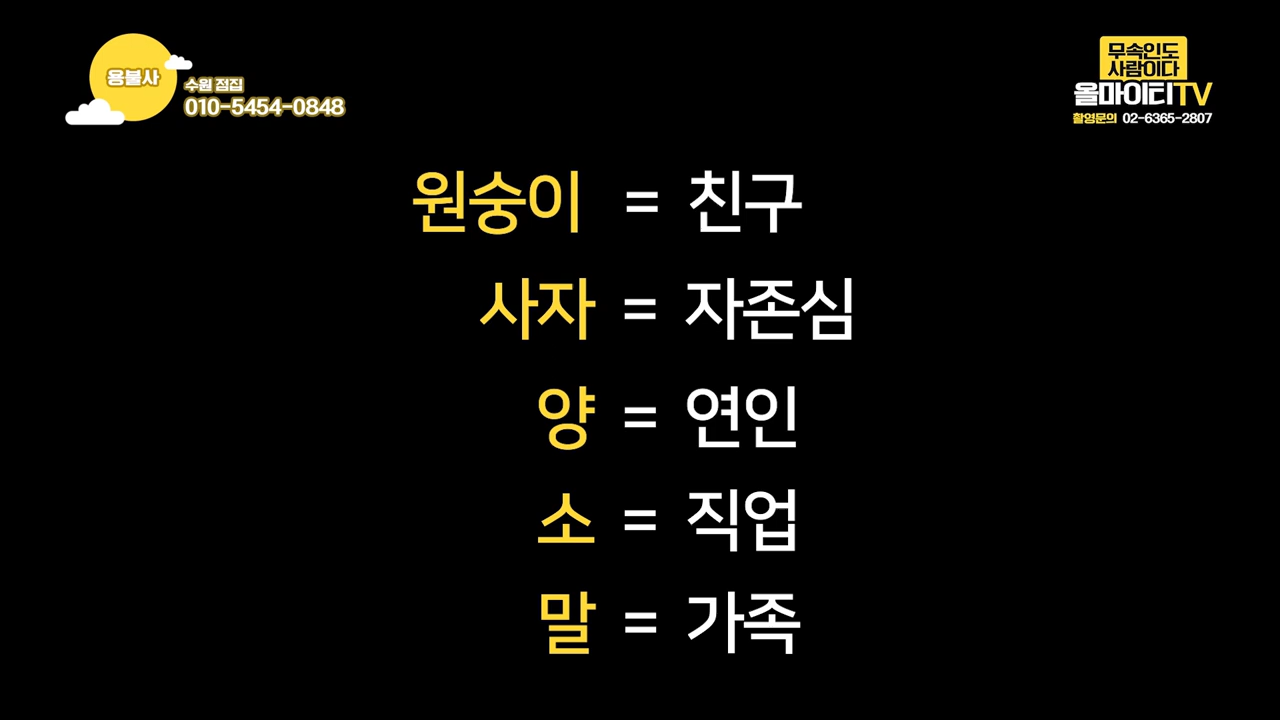 용불사
수원 점집
010-5454-0848
무속인도
사람이다
올마이티TV
촬영문의 02-6365-2807
원숭이 = 친구
사자 = 자존심
양 = 연인
소 = 직업
말 = 가족